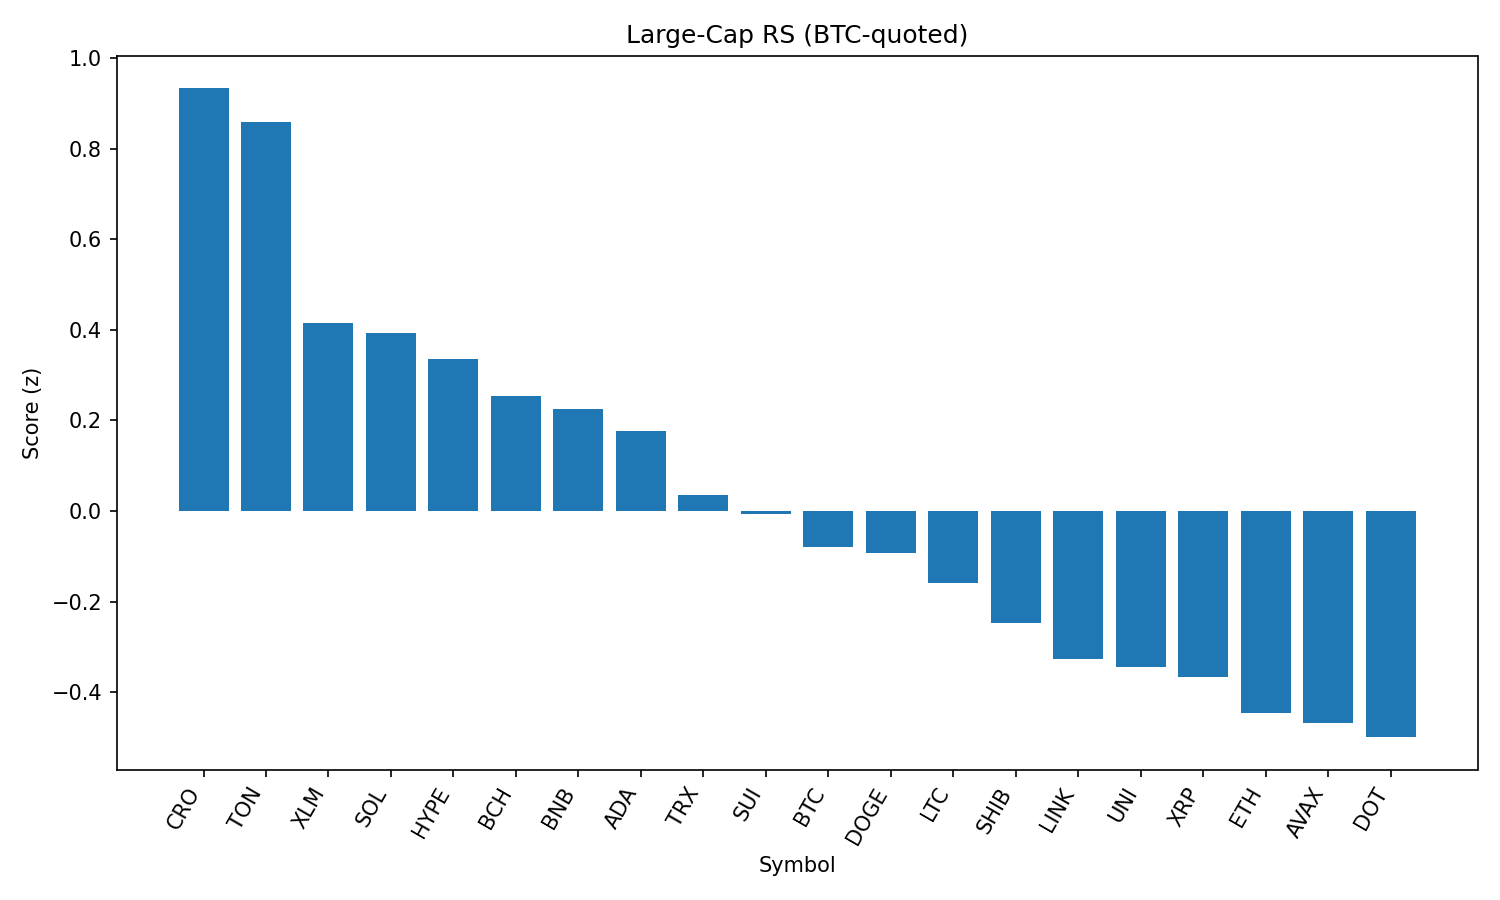 Large-Cap RS (BTC-quoted)
Score (z)
1.0
0.8
0.6
0.4
0.2
0.0
−0.2
−0.4
CRO
TON
XLM
SOL
HYPE
BCH
BNB
ADA
TRX
SUI
BTC
DOGE
LTC
SHIB
LINK
UNI
XRP
ETH
AVAX
DOT
Symbol